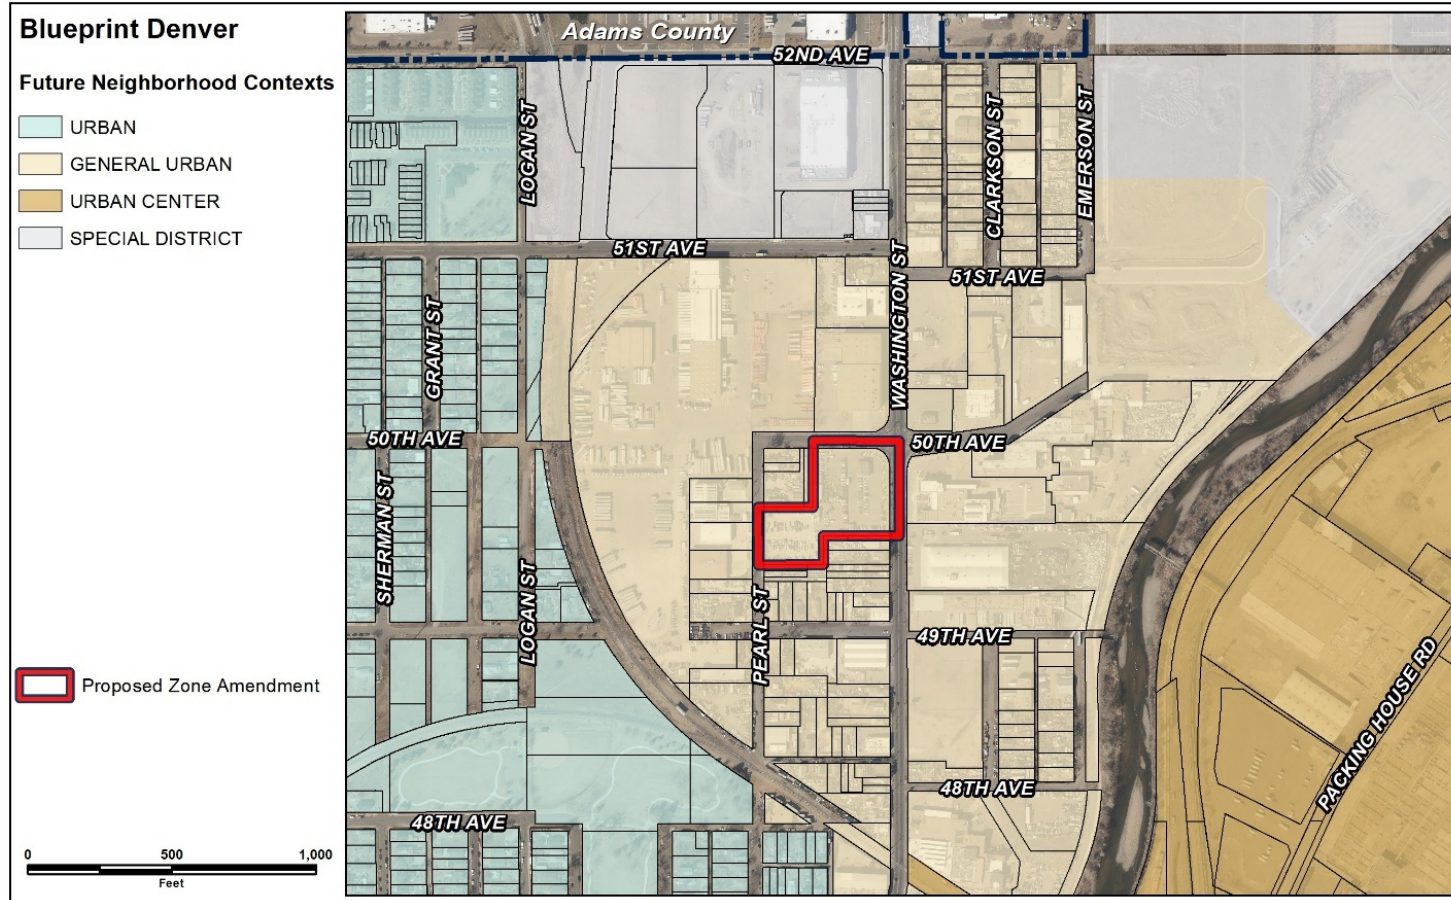 Blueprint Denver
Future Neighborhood Contexts
URBAN
GENERAL URBAN
URBAN CENTER
SPECIAL DISTRICT
Proposed Zone Amendment
0 500 1,000
Feet
Adams County
52ND AVE
LOGAN ST
CLARKSON ST
EMERSON ST
51ST AVE
WASHINGTON ST
51ST AVE
GRANT ST
50TH AVE
50TH AVE
SHERMAN ST
LOGAN ST
PEARL ST
49TH AVE
PACKING HOUSE RD
48TH AVE
48TH AVE